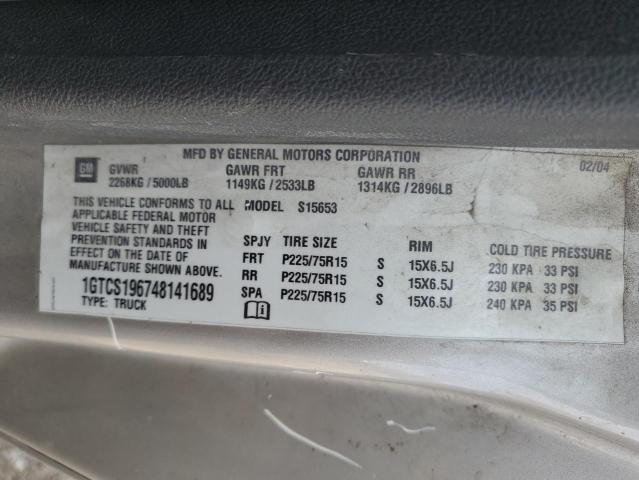 MFD BY GENERAL MOTORS CORPORATION 02/04
GM GVWR GAWR FRT GAWR RR
2268KG / 5000LB 1149KG / 2533LB 1314KG / 2896LB
THIS VEHICLE CONFORMS TO ALL MODEL S15653
APPLICABLE FEDERAL MOTOR
VEHICLE SAFETY AND THEFT
PREVENTION STANDARDS IN SPJY TIRE SIZE RIM COLD TIRE PRESSURE
EFFECT ON THE DATE OF FRT P225/75R15 S 15X6.5J 230 KPA 33 PSI
MANUFACTURE SHOWN ABOVE. RR P225/75R15 S 15X6.5J 230 KPA 33 PSI
1GTCS196748141689 SPA P225/75R15 S 15X6.5J 240 KPA 35 PSI
TYPE: TRUCK